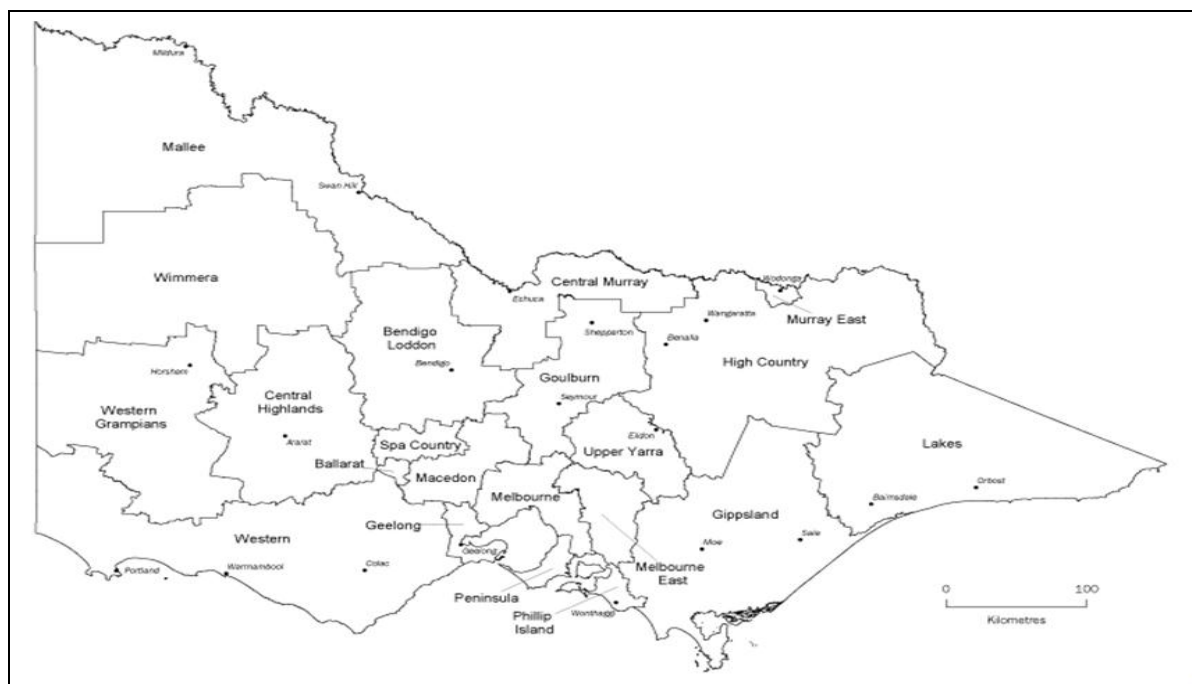 Mildura
Mallee
Swan Hill
Wimmera
Central Murray
Echuca
Wodonga
Murray East
Wangaratta
Shepparton
Benalla
Bendigo
Loddon
Bendigo
High Country
Horsham
Goulburn
Central
Highlands
Seymour
Western
Grampians
Ararat
Spa Country
Eildon
Upper Yarra
Lakes
Ballarat
Macedon
Orbost
Melbourne
Bairnsdale
Gippsland
Geelong
Western
Geelong
Moe
Sale
Portland
Warrnambool
Colac
Melbourne
East
Peninsula
Phillip
Island
Wonthaggi
0
100
Kilometres